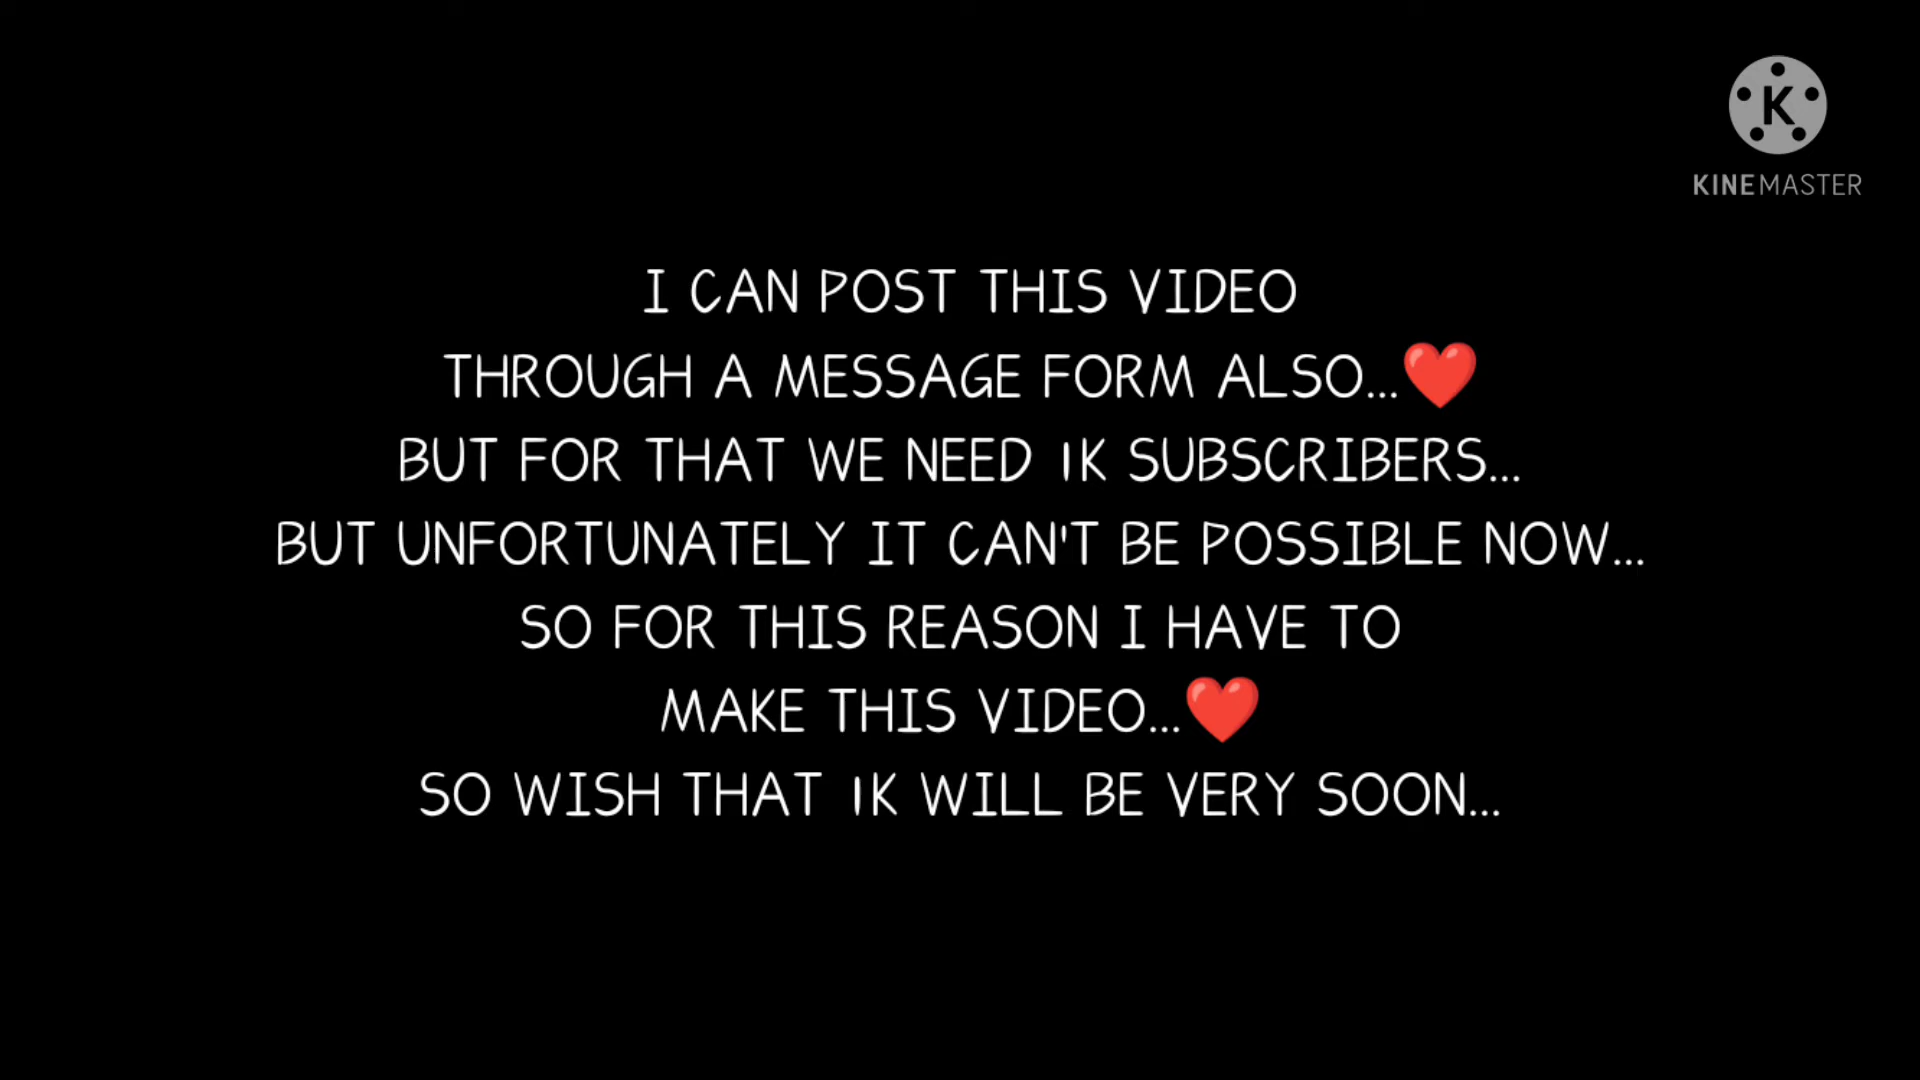 K
KINEMASTER
I CAN POST THIS VIDEO
THROUGH A MESSAGE FORM ALSO...❤️
BUT FOR THAT WE NEED 1K SUBSCRIBERS...
BUT UNFORTUNATELY IT CAN'T BE POSSIBLE NOW...
SO FOR THIS REASON I HAVE TO
MAKE THIS VIDEO...❤️
SO WISH THAT 1K WILL BE VERY SOON...